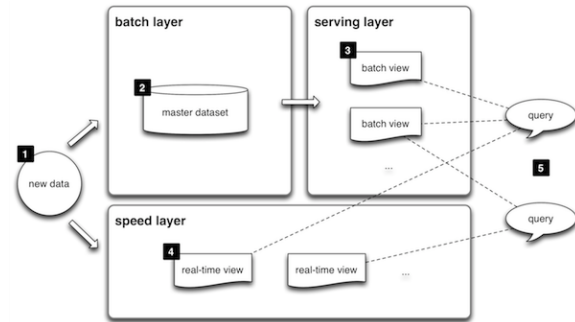 batch layer
serving layer
3
batch view
2
master dataset
query
batch view
1
...
5
new data
query
speed layer
4
real-time view
real-time view
...